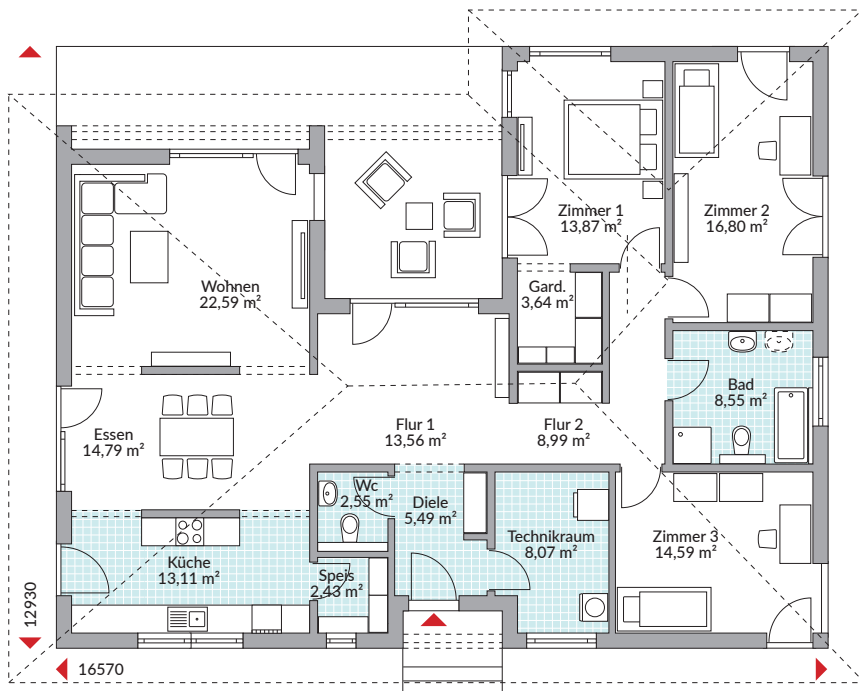 Zimmer 1
13,87 m²
Zimmer 2
16,80 m²
Wohnen
22,59 m²
Gard.
3,64 m²
Bad
8,55 m²
Essen
14,79 m²
Flur 1
13,56 m²
Flur 2
8,99 m²
Wc
2,55 m²
Diele
5,49 m²
Technikraum
8,07 m²
Zimmer 3
14,59 m²
Küche
13,11 m²
Speis
2,43 m²
12930
16570